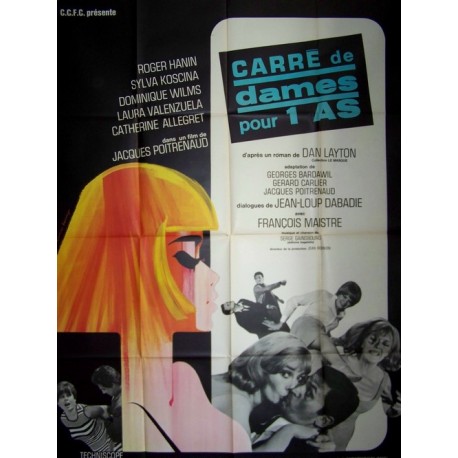 C.C.F.C. présente
ROGER HANIN
SYLVA KOSCINA
DOMINIQUE WILMS
LAURA VALENZUELA
CATHERINE ALLEGRET
dans un film de
JACQUES POITRENAUD
CARRÉ de
dames
pour 1 AS
d'après un roman de DAN LAYTON
adaptation de
GEORGES BARDAWIL
GERARD CARLIER
JACQUES POITRENAUD
dialogues de JEAN-LOUP DABADIE
avec
FRANÇOIS MAISTRE
SERGE GAINSBOURG
TECHNISCOPE